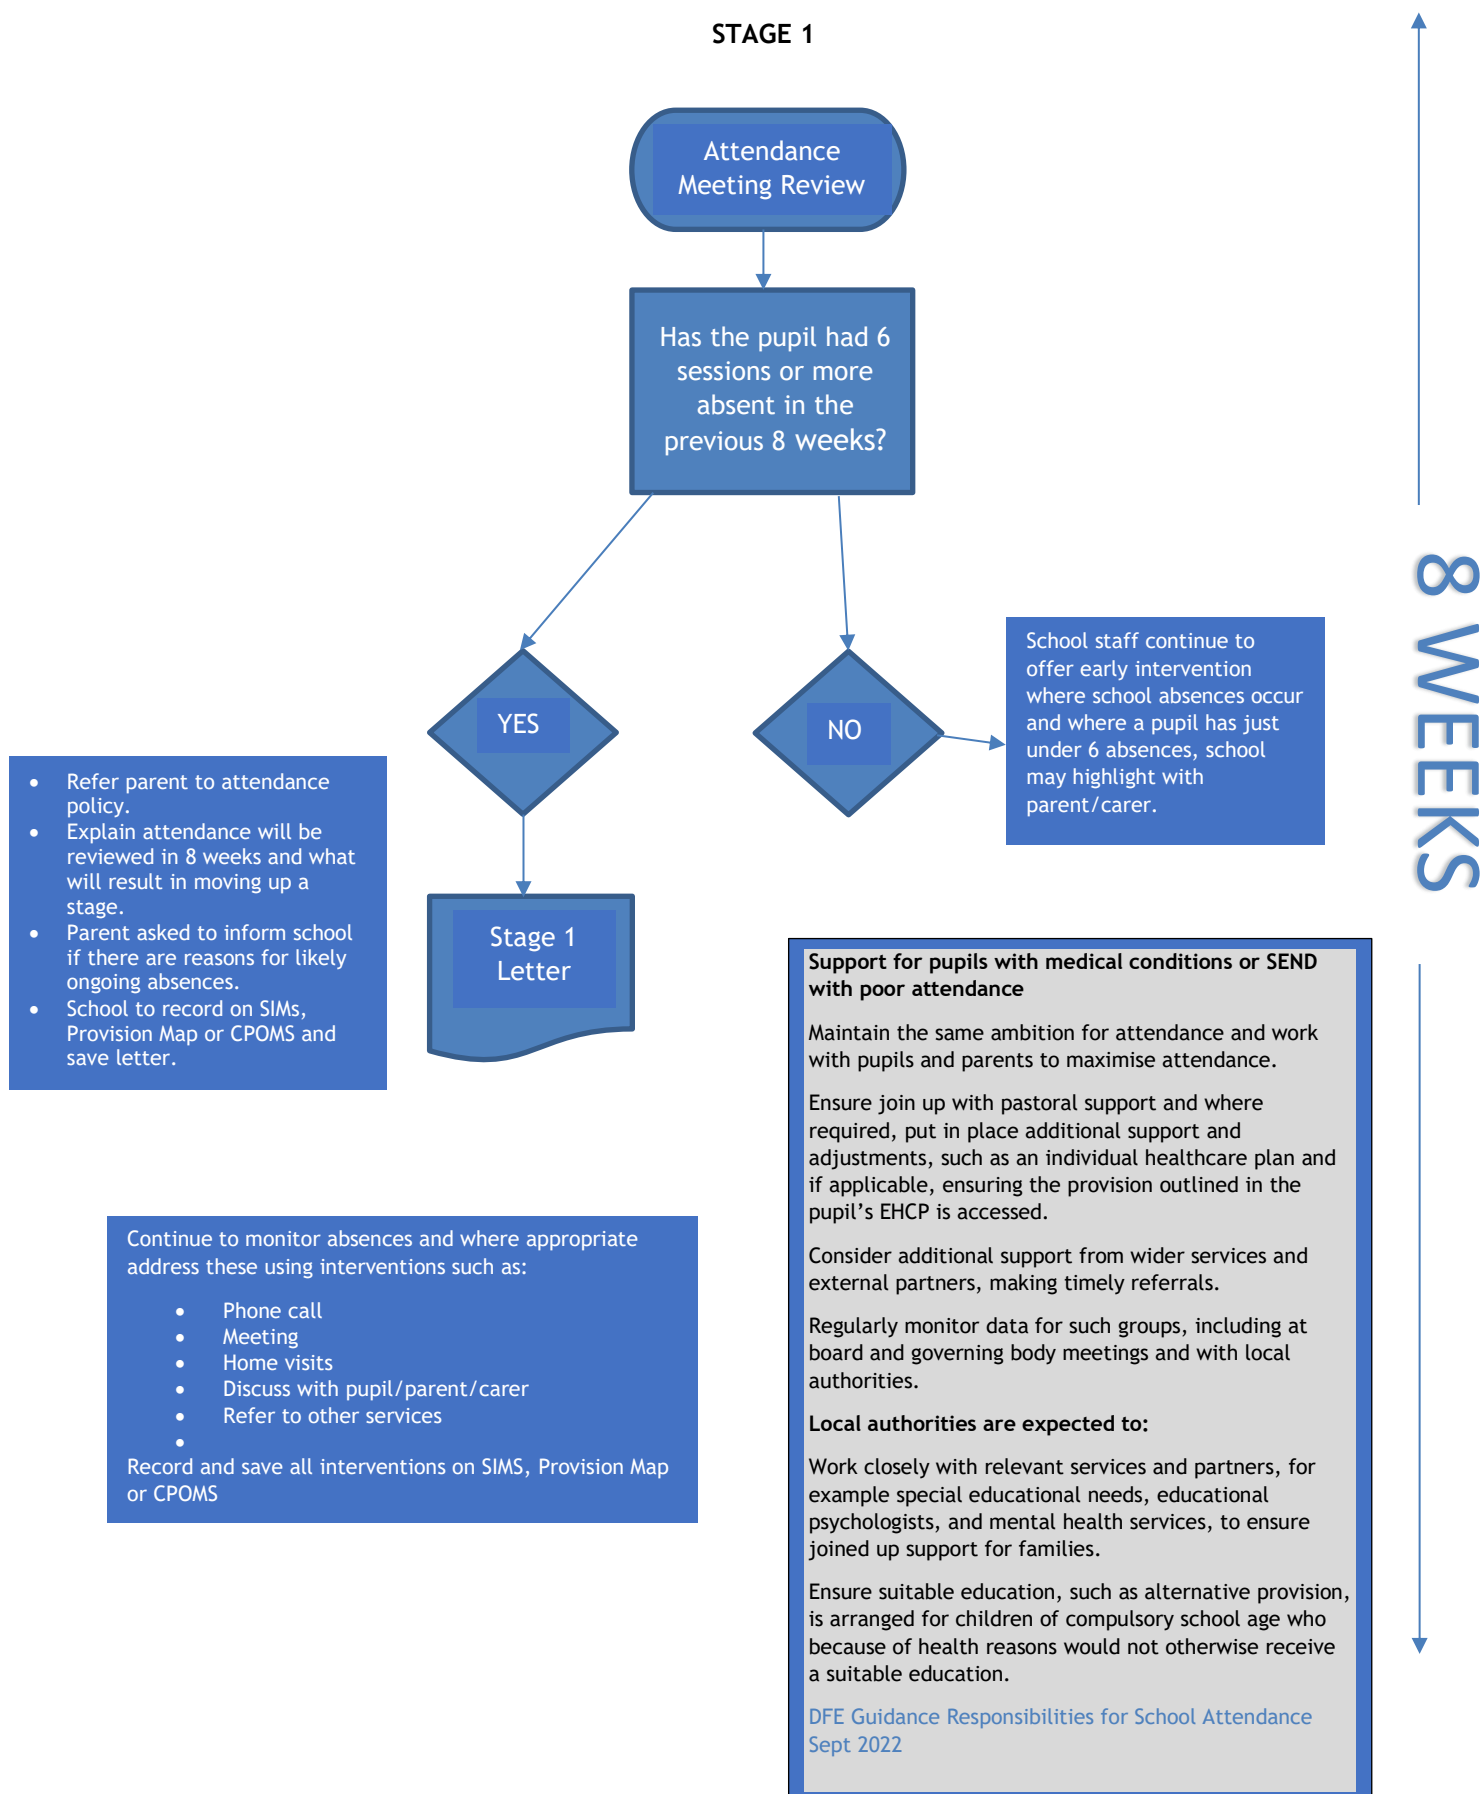 STAGE 1
Attendance
Meeting Review
Has the pupil had 6
sessions or more
absent in the
previous 8 weeks?
YES
NO
School staff continue to
offer early intervention
where school absences occur
and where a pupil has just
under 6 absences, school
may highlight with
parent/carer.
8 WEEKS
• Refer parent to attendance
policy.
• Explain attendance will be
reviewed in 8 weeks and what
will result in moving up a
stage.
• Parent asked to inform school
if there are reasons for likely
ongoing absences.
• School to record on SIMs,
Provision Map or CPOMS and
save letter.
Stage 1
Letter
Continue to monitor absences and where appropriate
address these using interventions such as:
• Phone call
• Meeting
• Home visits
• Discuss with pupil/parent/carer
• Refer to other services
•
Record and save all interventions on SIMS, Provision Map
or CPOMS
Support for pupils with medical conditions or SEND
with poor attendance
Maintain the same ambition for attendance and work
with pupils and parents to maximise attendance.
Ensure join up with pastoral support and where
required, put in place additional support and
adjustments, such as an individual healthcare plan and
if applicable, ensuring the provision outlined in the
pupil's EHCP is accessed.
Consider additional support from wider services and
external partners, making timely referrals.
Regularly monitor data for such groups, including at
board and governing body meetings and with local
authorities.
Local authorities are expected to:
Work closely with relevant services and partners, for
example special educational needs, educational
psychologists, and mental health services, to ensure
joined up support for families.
Ensure suitable education, such as alternative provision,
is arranged for children of compulsory school age who
because of health reasons would not otherwise receive
a suitable education.
DFE Guidance Responsibilities for School Attendance
Sept 2022